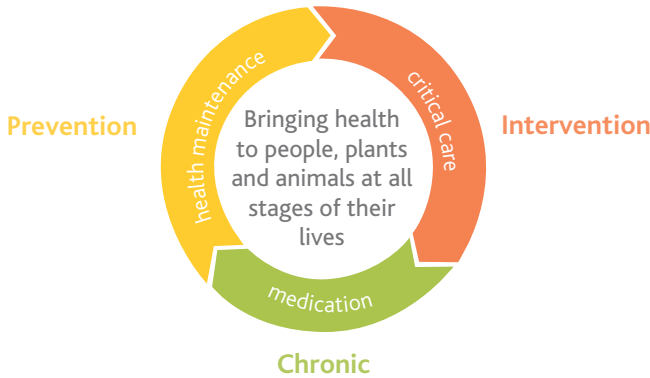 Prevention
health maintenance
critical care
Intervention
Bringing health
to people, plants
and animals at all
stages of their
lives
medication
Chronic